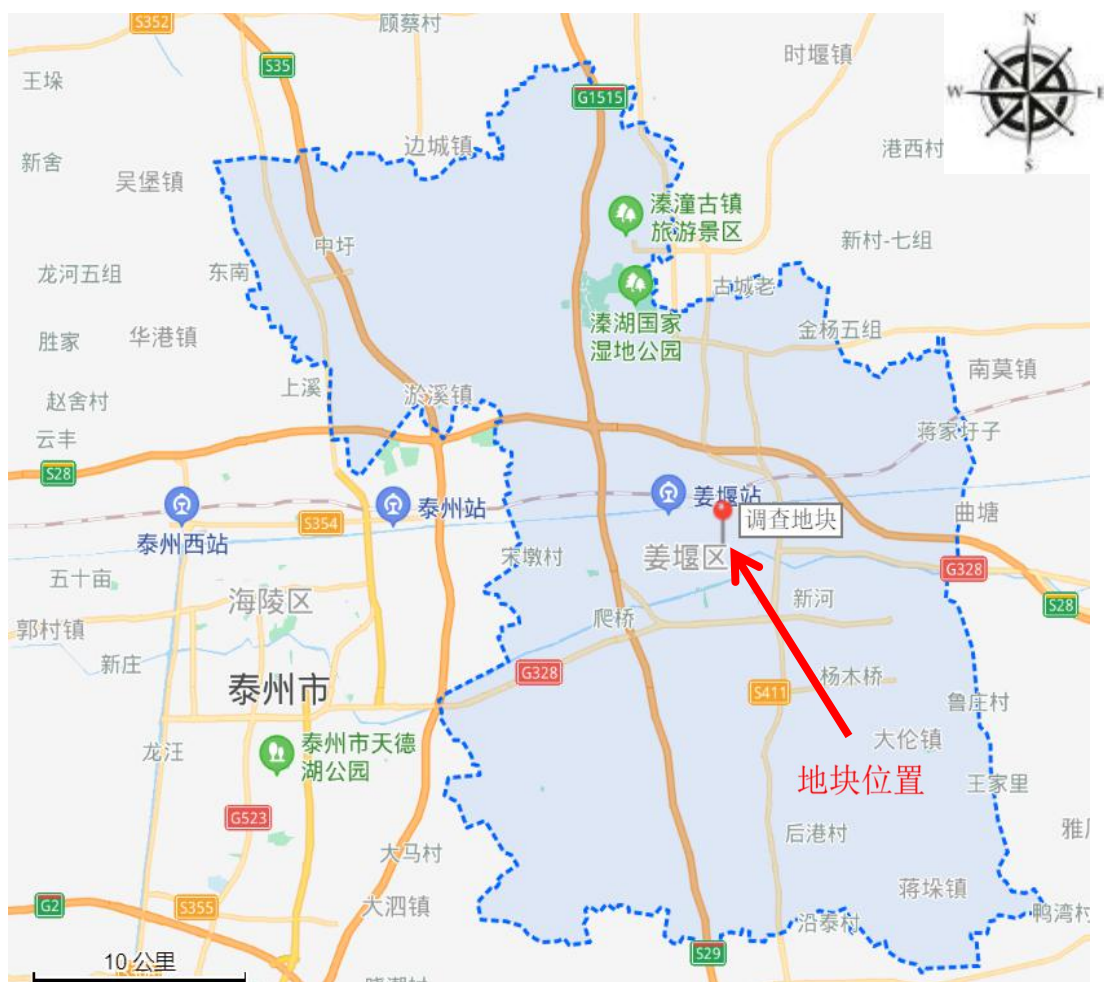 S352
顾蔡村
N
时堰镇
S35
王垛
W
E
G1515
边城镇
港西村
新舍
S
吴堡镇
溱潼古镇
旅游景区
新村-七组
中圩
龙河五组
东南
古城老
溱湖国家
湿地公园
金杨五组
胜家
华港镇
南莫镇
上溪
淤溪镇
赵舍村
蒋家圩子
云丰
S28
姜堰站
泰州站
调查地块
曲塘
S354
泰州西站
宋墩村
姜堰区
G328
五十亩
海陵区
新河
S28
郭村镇
爬桥
新庄
G328
杨木桥
泰州市
S411
鲁庄村
龙汪
泰州市天德
湖公园
大伦镇
地块位置
王家里
G523
后港村
大马村
蒋垛镇
G2
S355
大泗镇
沿泰村
鸭湾村
S29
10 公里